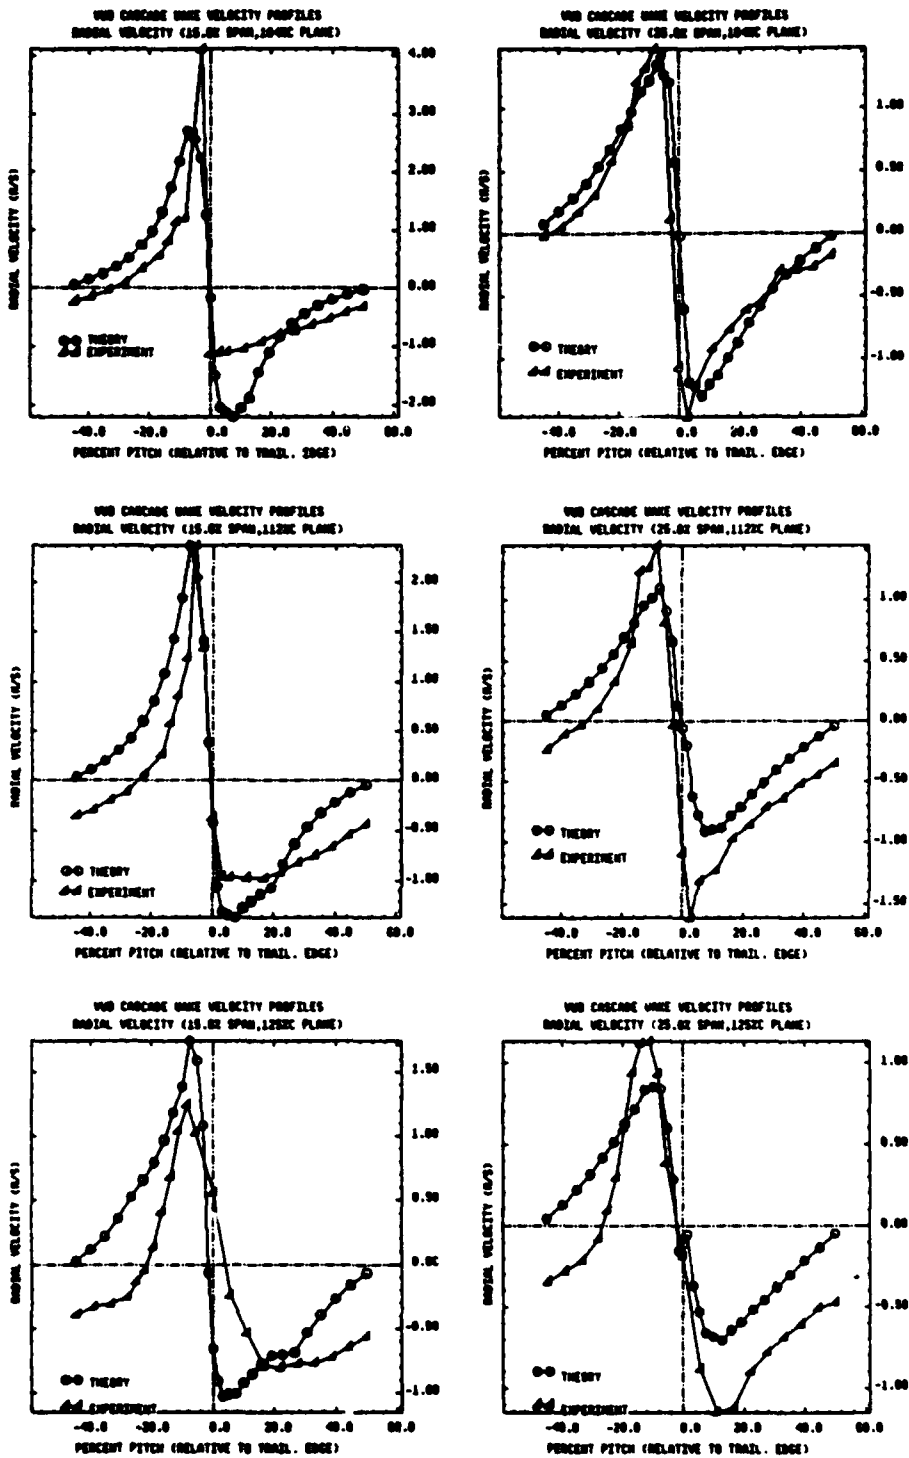 VUB CASCADE WAKE VELOCITY PROFILES
RADIAL VELOCITY (15.0% SPAN,104%C PLANE)
4.00
3.00
2.00
1.00
0.00
-1.00
-2.00
RADIAL VELOCITY (M/S)
THEORY
EXPERIMENT
-40.0 -20.0 0.0 20.0 40.0 60.0
PERCENT PITCH (RELATIVE TO TRAIL. EDGE)
VUB CASCADE WAKE VELOCITY PROFILES
RADIAL VELOCITY (25.0% SPAN,104%C PLANE)
1.00
0.50
0.00
-0.50
-1.00
RADIAL VELOCITY (M/S)
THEORY
EXPERIMENT
-40.0 -20.0 0.0 20.0 40.0 60.0
PERCENT PITCH (RELATIVE TO TRAIL. EDGE)
VUB CASCADE WAKE VELOCITY PROFILES
RADIAL VELOCITY (15.0% SPAN,112%C PLANE)
2.00
1.50
1.00
0.50
0.00
-0.50
-1.00
RADIAL VELOCITY (M/S)
THEORY
EXPERIMENT
-40.0 -20.0 0.0 20.0 40.0 60.0
PERCENT PITCH (RELATIVE TO TRAIL. EDGE)
VUB CASCADE WAKE VELOCITY PROFILES
RADIAL VELOCITY (25.0% SPAN,112%C PLANE)
1.00
0.50
0.00
-0.50
-1.00
-1.50
RADIAL VELOCITY (M/S)
THEORY
EXPERIMENT
-40.0 -20.0 0.0 20.0 40.0 60.0
PERCENT PITCH (RELATIVE TO TRAIL. EDGE)
VUB CASCADE WAKE VELOCITY PROFILES
RADIAL VELOCITY (15.0% SPAN,125%C PLANE)
1.50
1.00
0.50
0.00
-0.50
-1.00
RADIAL VELOCITY (M/S)
THEORY
EXPERIMENT
-40.0 -20.0 0.0 20.0 40.0 60.0
PERCENT PITCH (RELATIVE TO TRAIL. EDGE)
VUB CASCADE WAKE VELOCITY PROFILES
RADIAL VELOCITY (25.0% SPAN,125%C PLANE)
1.00
0.50
0.00
-0.50
-1.00
RADIAL VELOCITY (M/S)
THEORY
EXPERIMENT
-40.0 -20.0 0.0 20.0 40.0 60.0
PERCENT PITCH (RELATIVE TO TRAIL. EDGE)